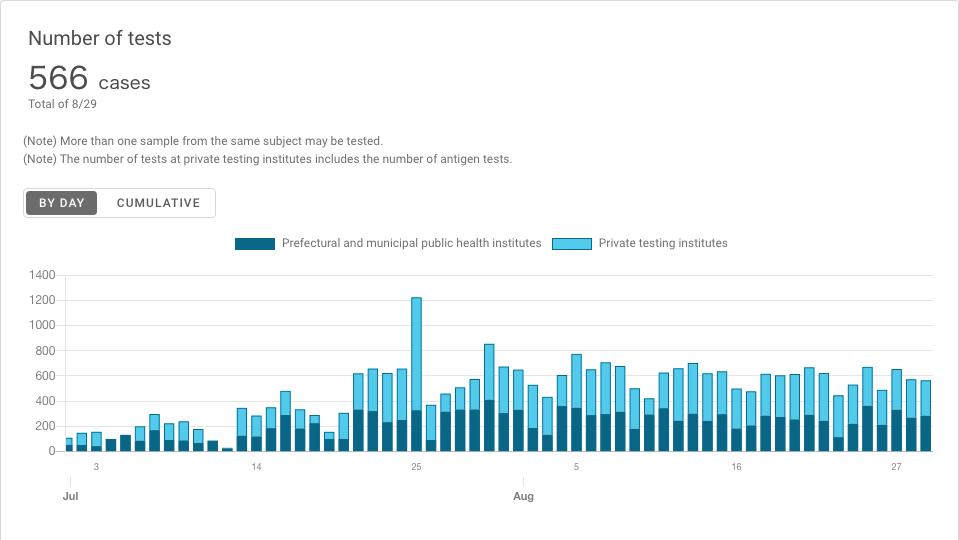 Number of tests
566 cases
Total of 8/29
(Note) More than one sample from the same subject may be tested.
(Note) The number of tests at private testing institutes includes the number of antigen tests.
BY DAY CUMULATIVE
Prefectural and municipal public health institutes Private testing institutes
1400
1200
1000
800
600
400
200
0
3 14 25 5 16 27
Jul Aug